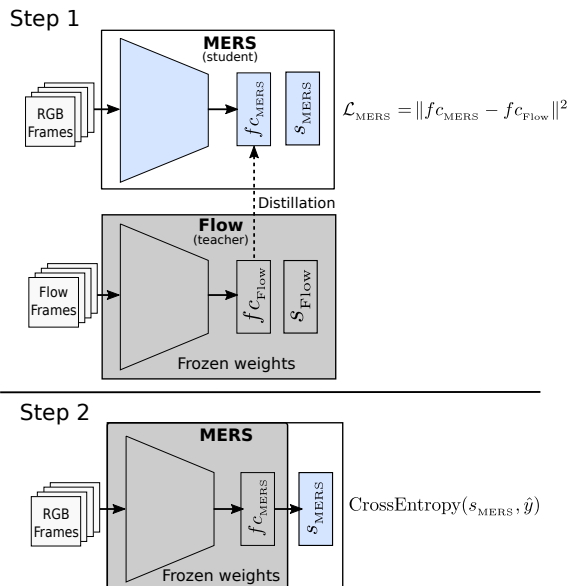 Step 1
MERS
(student)
RGB
Frames
fc_MERS
s_MERS
ℒ_MERS = ‖fc_MERS − fc_Flow‖²
Distillation
Flow
(teacher)
Flow
Frames
fc_Flow
s_Flow
Frozen weights
Step 2
MERS
RGB
Frames
fc_MERS
s_MERS
CrossEntropy(s_MERS, ŷ)
Frozen weights